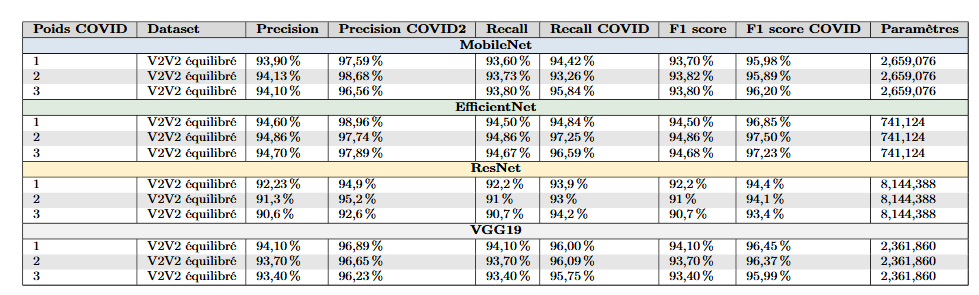 Poids COVID Dataset Precision Precision COVID2 Recall Recall COVID F1 score F1 score COVID Paramètres
MobileNet
1 V2V2 équilibré 93,90 % 97,59 % 93,60 % 94,42 % 93,70 % 95,98 % 2,659,076
2 V2V2 équilibré 94,13 % 98,68 % 93,73 % 93,26 % 93,82 % 95,89 % 2,659,076
3 V2V2 équilibré 94,10 % 96,56 % 93,80 % 95,84 % 93,80 % 96,20 % 2,659,076
EfficientNet
1 V2V2 équilibré 94,60 % 98,96 % 94,50 % 94,84 % 94,50 % 96,85 % 741,124
2 V2V2 équilibré 94,86 % 97,74 % 94,86 % 97,25 % 94,86 % 97,50 % 741,124
3 V2V2 équilibré 94,70 % 97,89 % 94,67 % 96,59 % 94,68 % 97,23 % 741,124
ResNet
1 V2V2 équilibré 92,23 % 94,9 % 92,2 % 93,9 % 92,2 % 94,4 % 8,144,388
2 V2V2 équilibré 91,3 % 95,2 % 91 % 93 % 91 % 94,1 % 8,144,388
3 V2V2 équilibré 90,6 % 92,6 % 90,7 % 94,2 % 90,7 % 93,4 % 8,144,388
VGG19
1 V2V2 équilibré 94,10 % 96,89 % 94,10 % 96,00 % 94,10 % 96,45 % 2,361,860
2 V2V2 équilibré 93,70 % 96,65 % 93,70 % 96,09 % 93,70 % 96,37 % 2,361,860
3 V2V2 équilibré 93,40 % 96,23 % 93,40 % 95,75 % 93,40 % 95,99 % 2,361,860